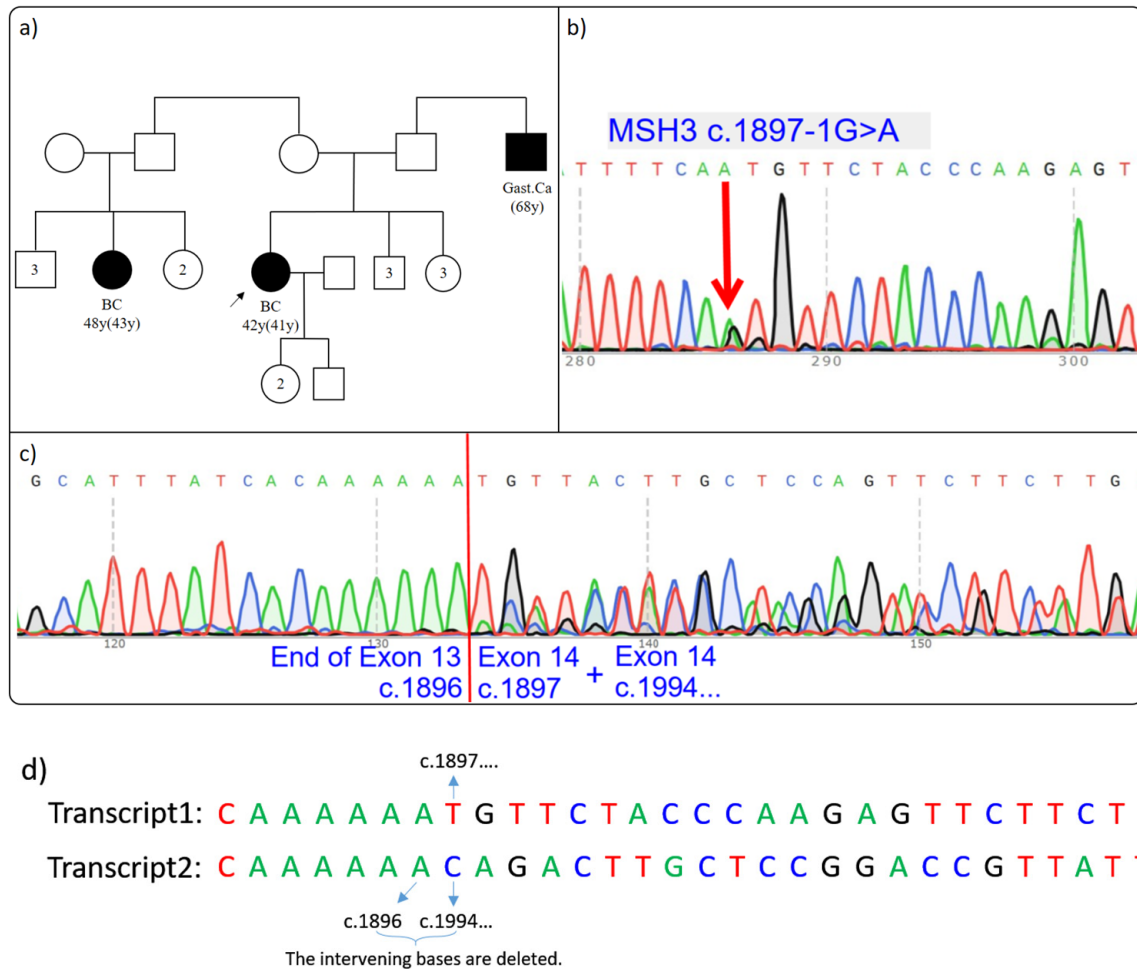 a)
Gast.Ca
(68y)
3
2
3
3
BC
48y(43y)
BC
42y(41y)
2
b)
MSH3 c.1897-1G>A
A T T T T C A A T G T T C T A C C C A A G A G T
280 290 300
c)
G C A T T T A T C A C A A A A A A T G T T A C T T G C T C C A G T T C T T C T T G
120 130 140 150
End of Exon 13 Exon 14 + Exon 14
c.1896 c.1897 c.1994...
d)
c.1897....
Transcript1: C A A A A A A T G T T C T A C C C A A G A G T T C T T C T
Transcript2: C A A A A A A C A G A C T T G C T C C G G A C C G T T A T T
c.1896 c.1994...
The intervening bases are deleted.